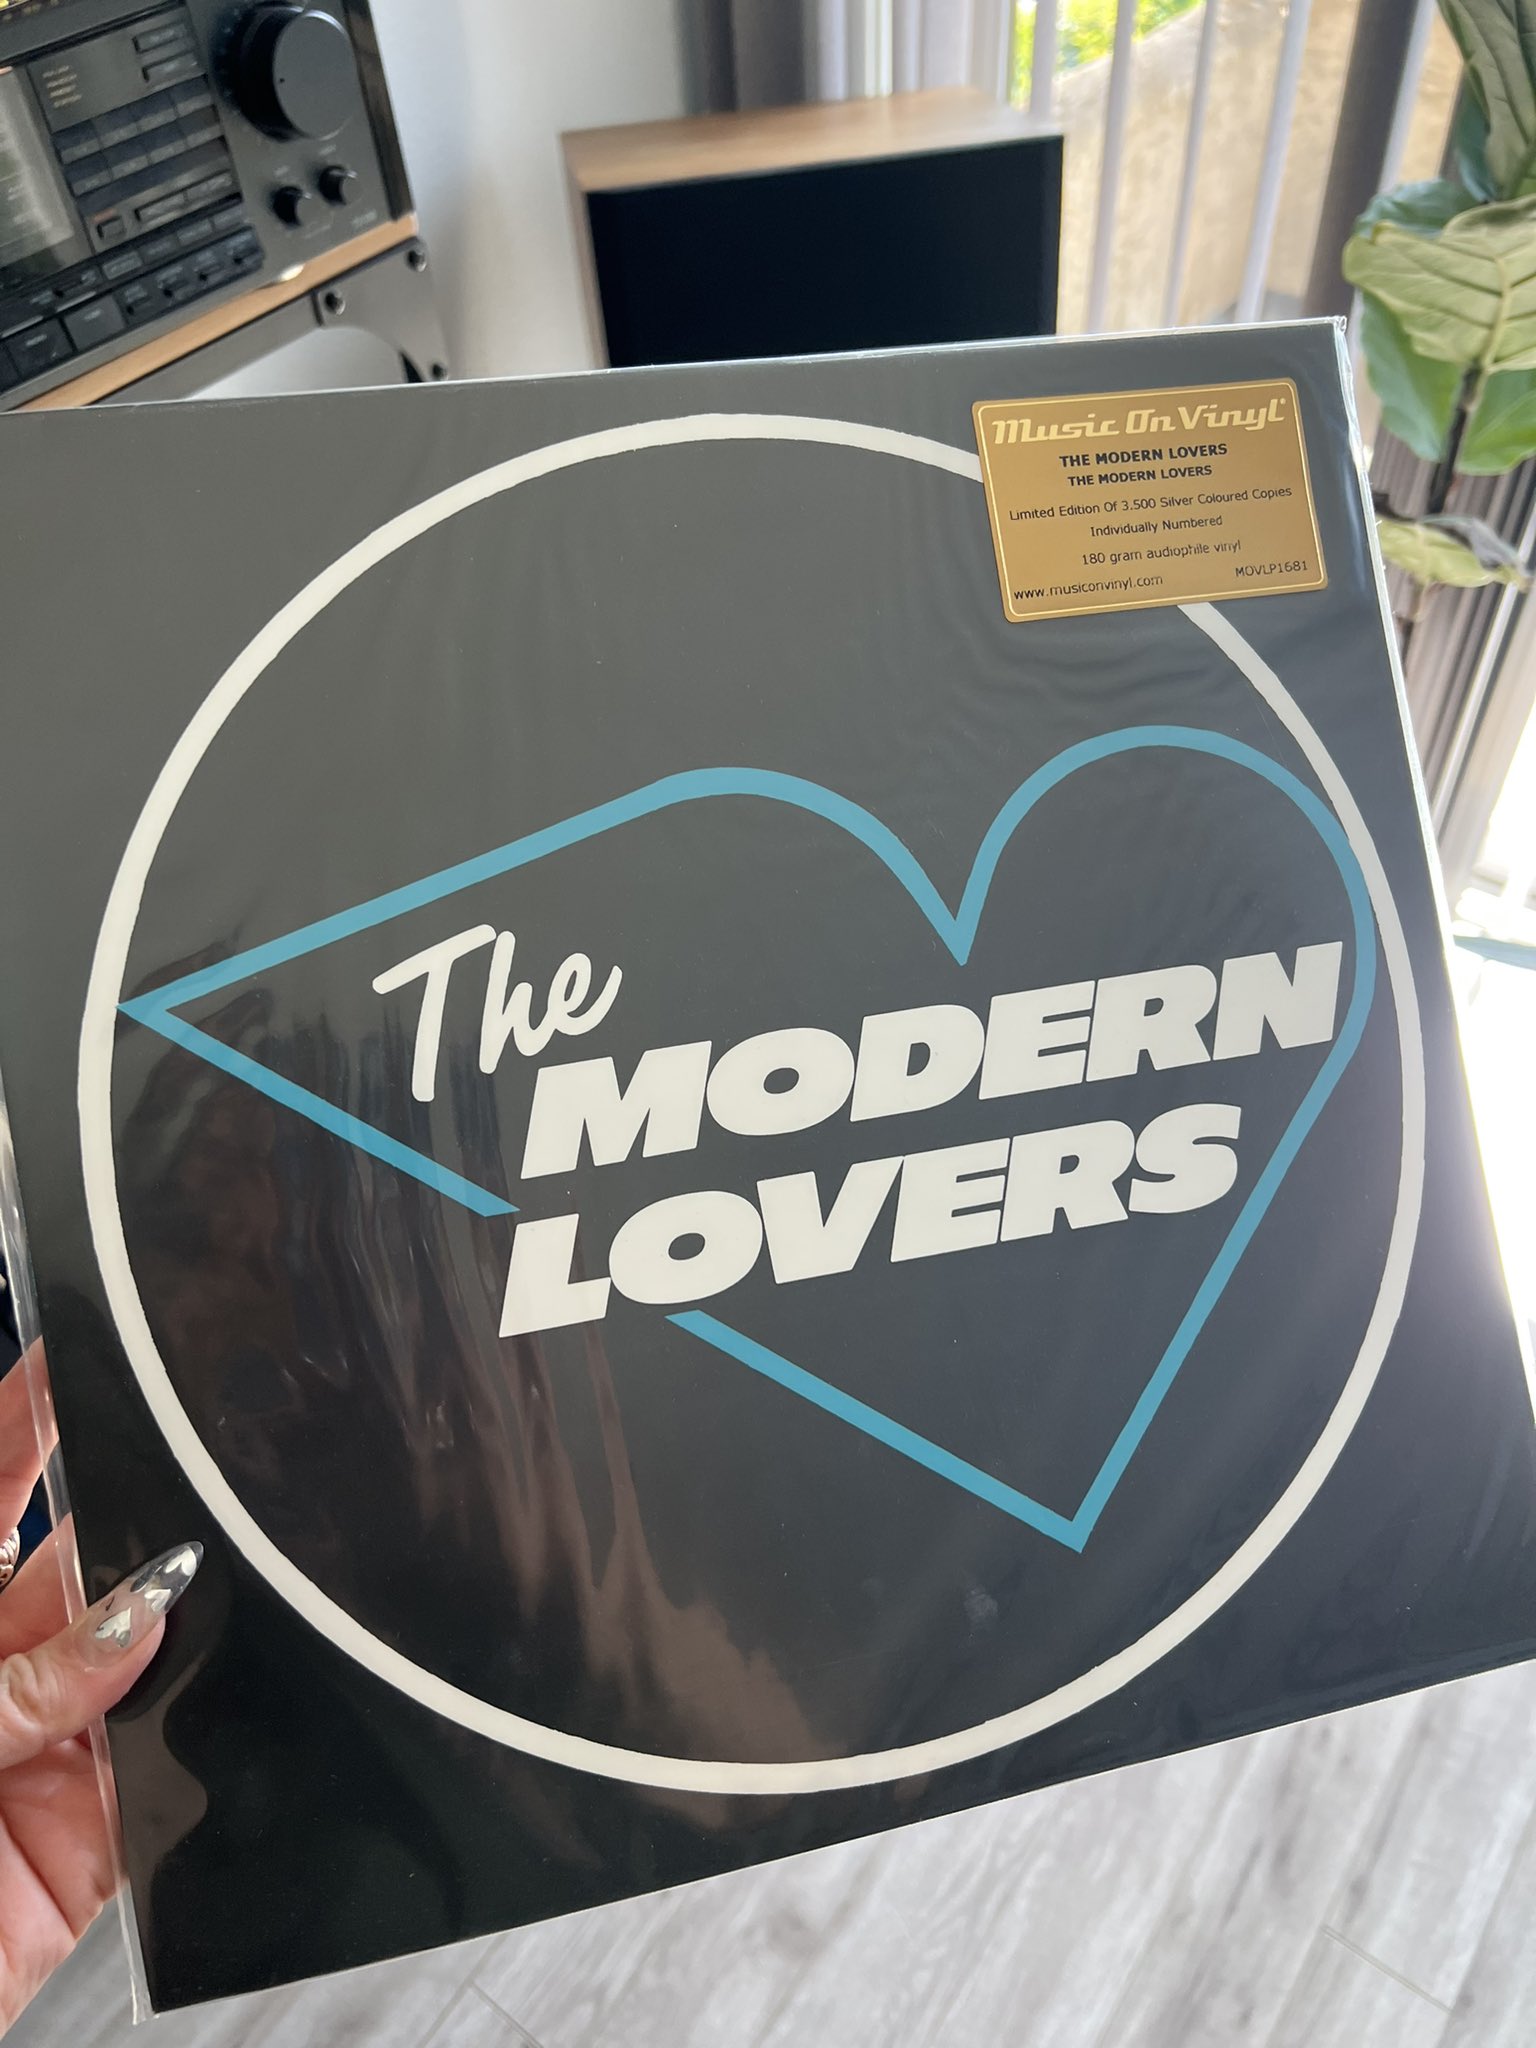 Music On Vinyl®
THE MODERN LOVERS
THE MODERN LOVERS
Limited Edition Of 3.500 Silver Coloured Copies
Individually Numbered
180 gram audiophile vinyl
www.musiconvinyl.com MOVLP1681
The
MODERN
LOVERS